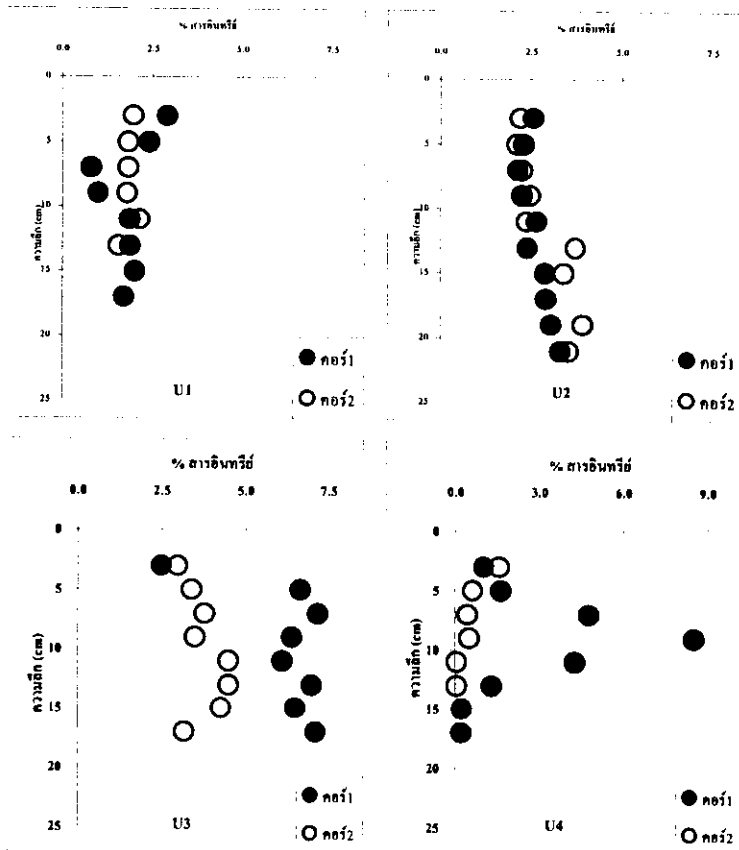 % สารอินทรีย์
0.0 2.5 5.0 7.5
0
5
10
15
20
25
ความลึก (cm)
คอร์1
คอร์2
U1
% สารอินทรีย์
0.0 2.5 5.0 7.5
0
5
10
15
20
25
ความลึก (cm)
คอร์1
คอร์2
U2
% สารอินทรีย์
0.0 2.5 5.0 7.5
0
5
10
15
20
25
ความลึก (cm)
คอร์1
คอร์2
U3
% สารอินทรีย์
0.0 3.0 6.0 9.0
0
5
10
15
20
25
ความลึก (cm)
คอร์1
คอร์2
U4